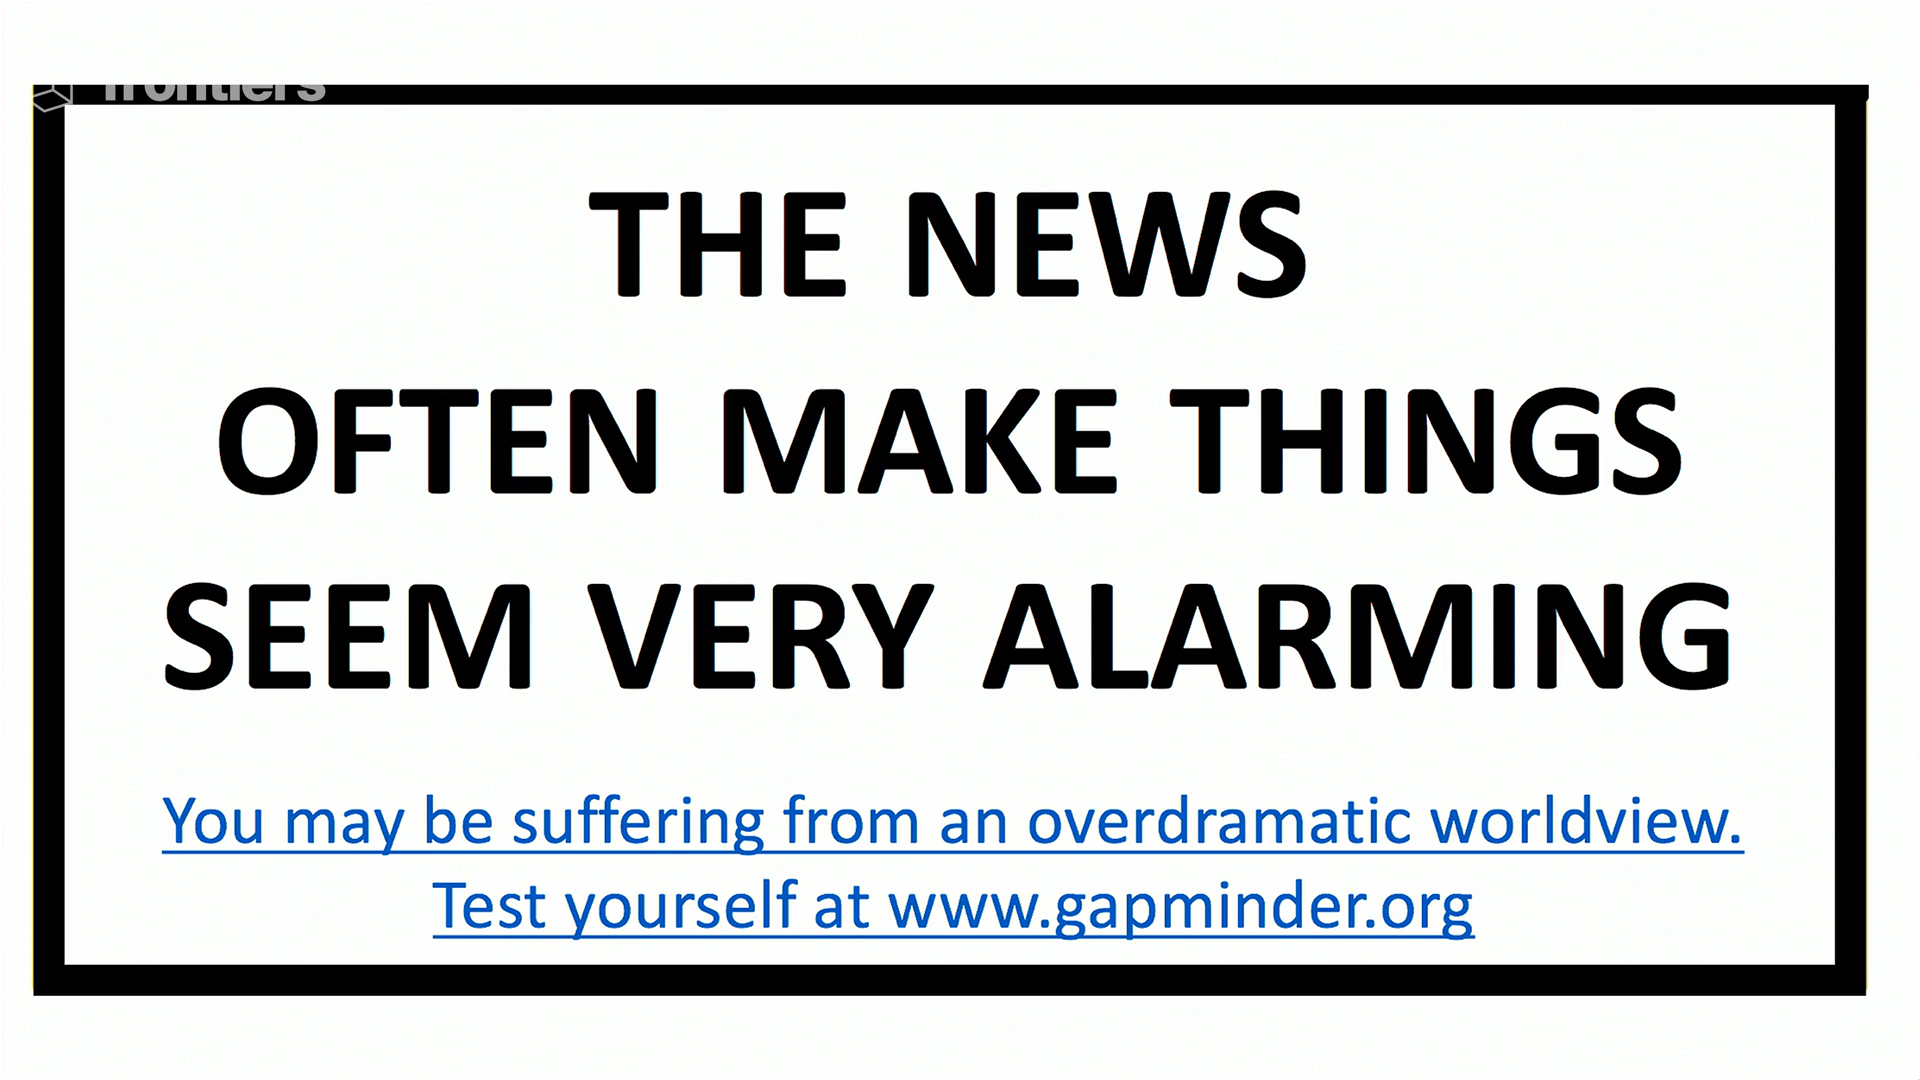 frontiers
THE NEWS
OFTEN MAKE THINGS
SEEM VERY ALARMING
You may be suffering from an overdramatic worldview.
Test yourself at www.gapminder.org